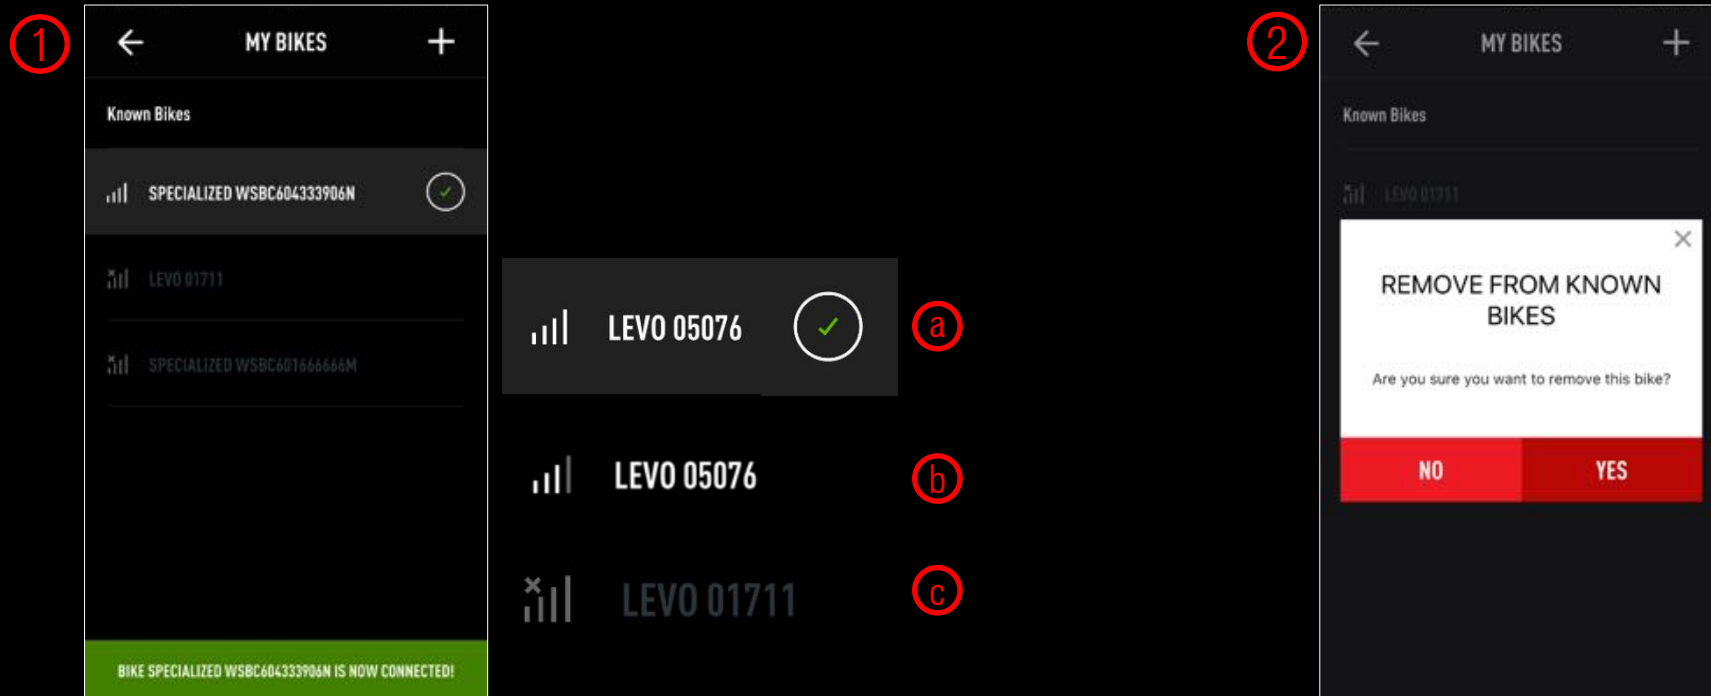 1
MY BIKES
Known Bikes
SPECIALIZED WSBC604333906N
LEVO 01711
SPECIALIZED WSBC601666666M
BIKE SPECIALIZED WSBC604333906N IS NOW CONNECTED!
LEVO 05076
a
LEVO 05076
b
LEVO 01711
c
2
MY BIKES
Known Bikes
LEVO 01711
REMOVE FROM KNOWN
BIKES
Are you sure you want to remove this bike?
NO
YES